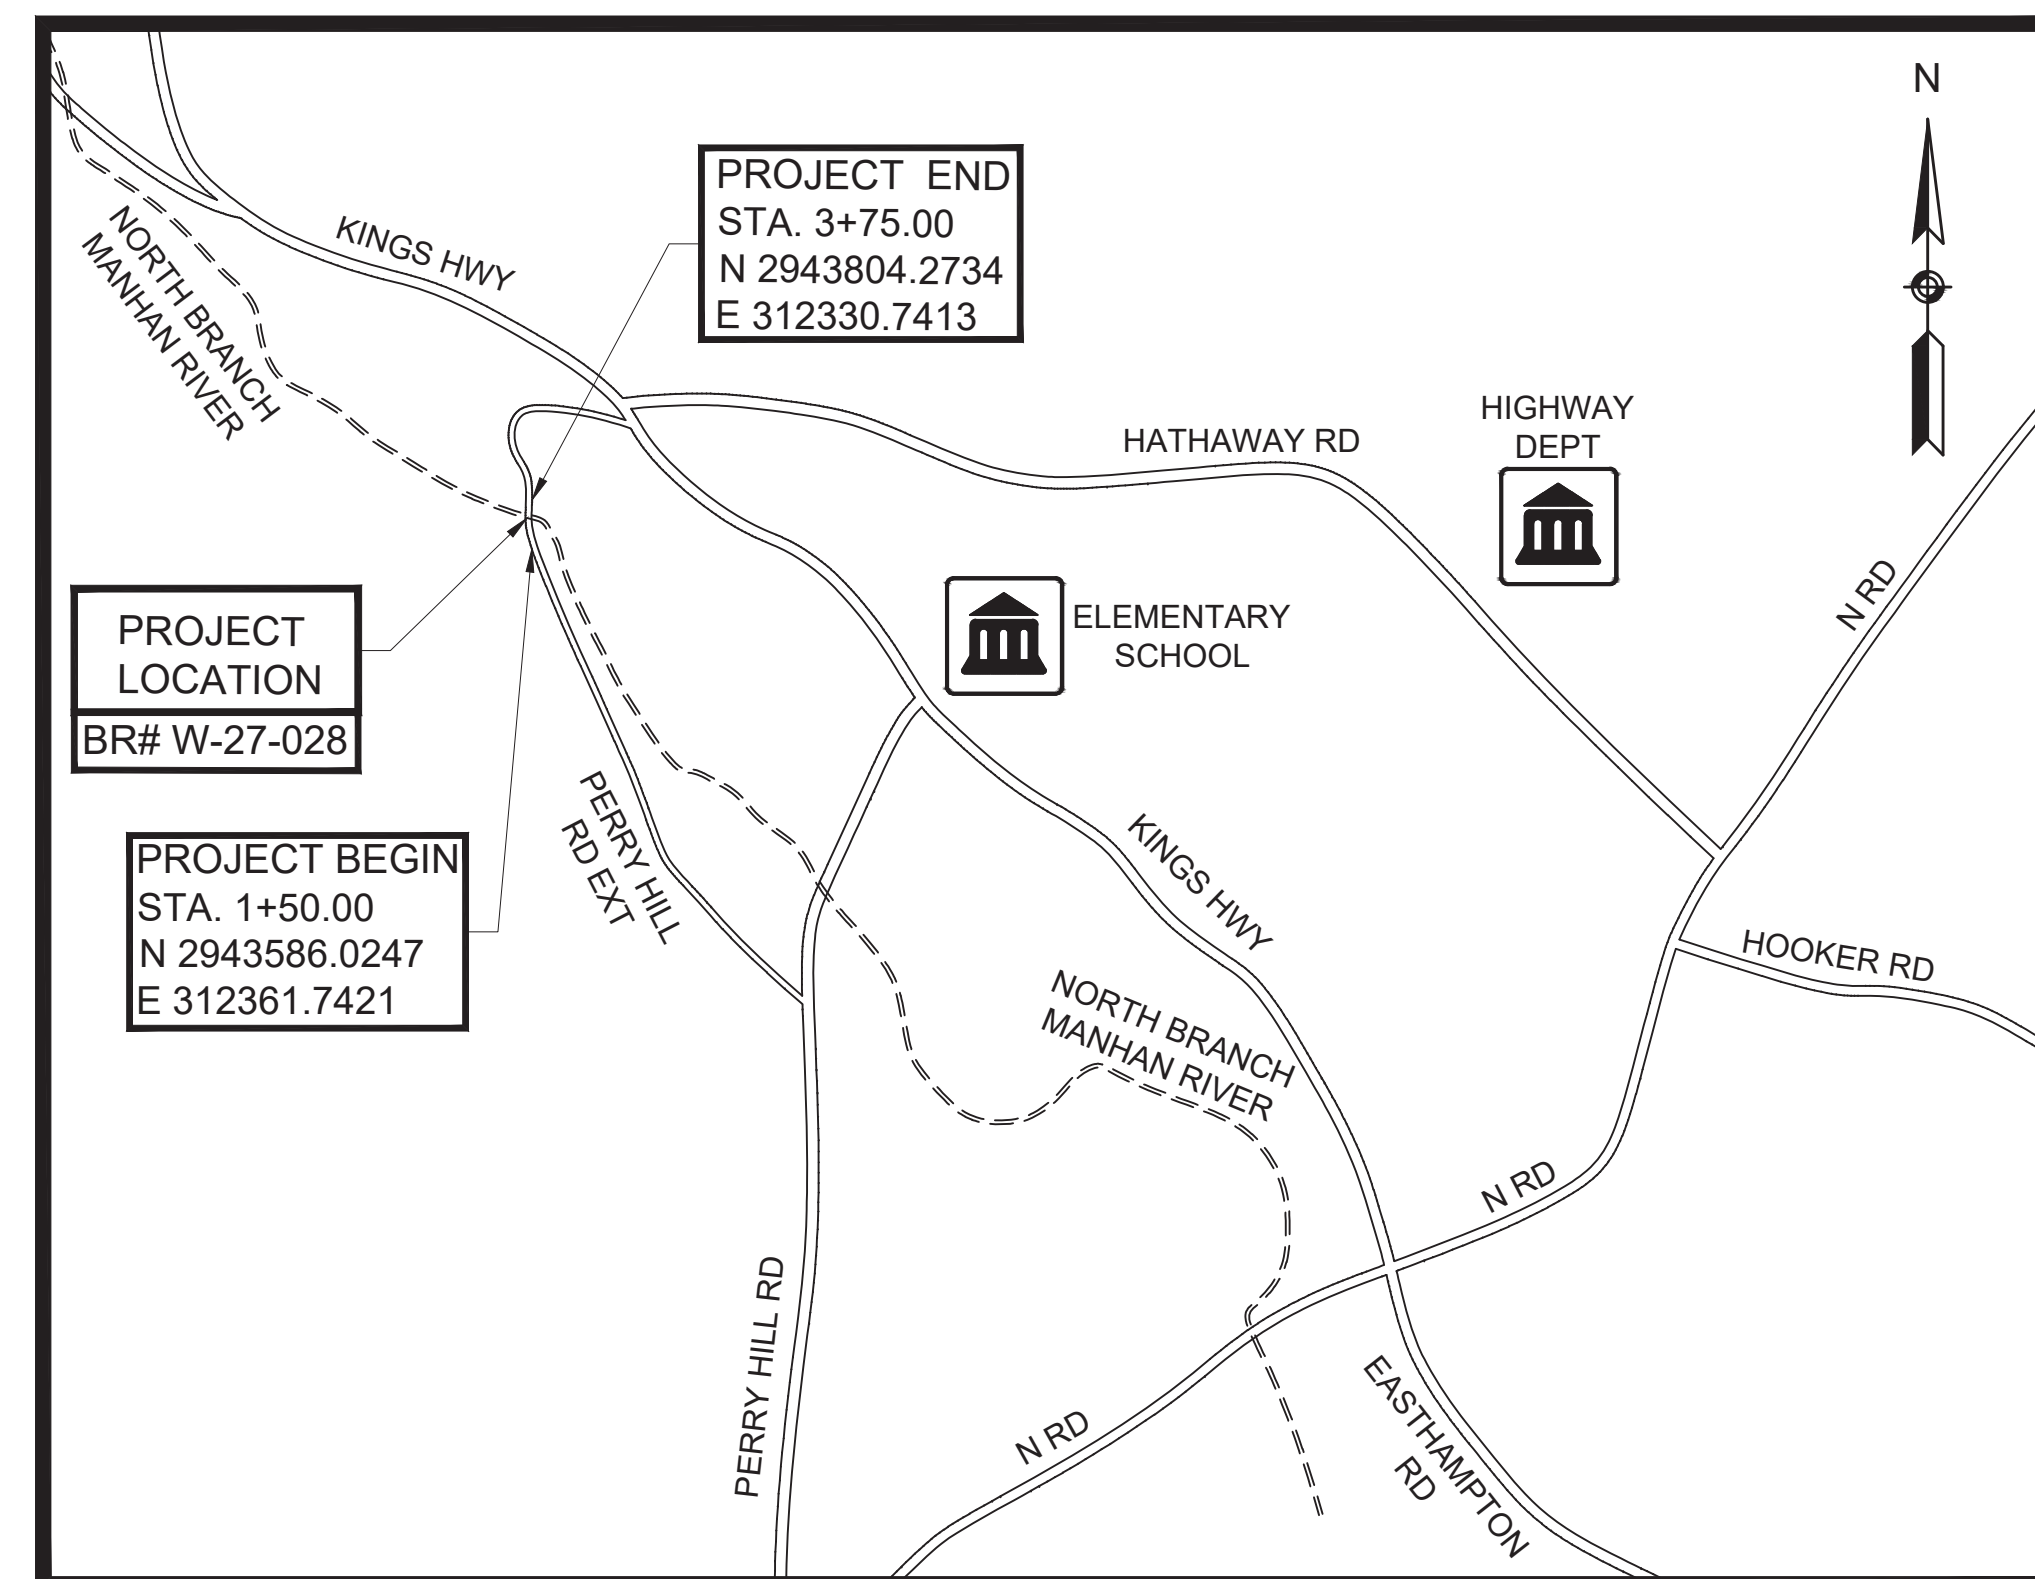 N
PROJECT END
STA. 3+75.00
N 2943804.2734
E 312330.7413
KINGS HWY
NORTH BRANCH
MANHAN RIVER
HATHAWAY RD
HIGHWAY
DEPT
N RD
ELEMENTARY
SCHOOL
PROJECT
LOCATION
BR# W-27-028
PERRY HILL
RD EXT
PROJECT BEGIN
STA. 1+50.00
N 2943586.0247
E 312361.7421
KINGS HWY
HOOKER RD
NORTH BRANCH
MANHAN RIVER
N RD
PERRY HILL RD
N RD
EASTHAMPTON
RD